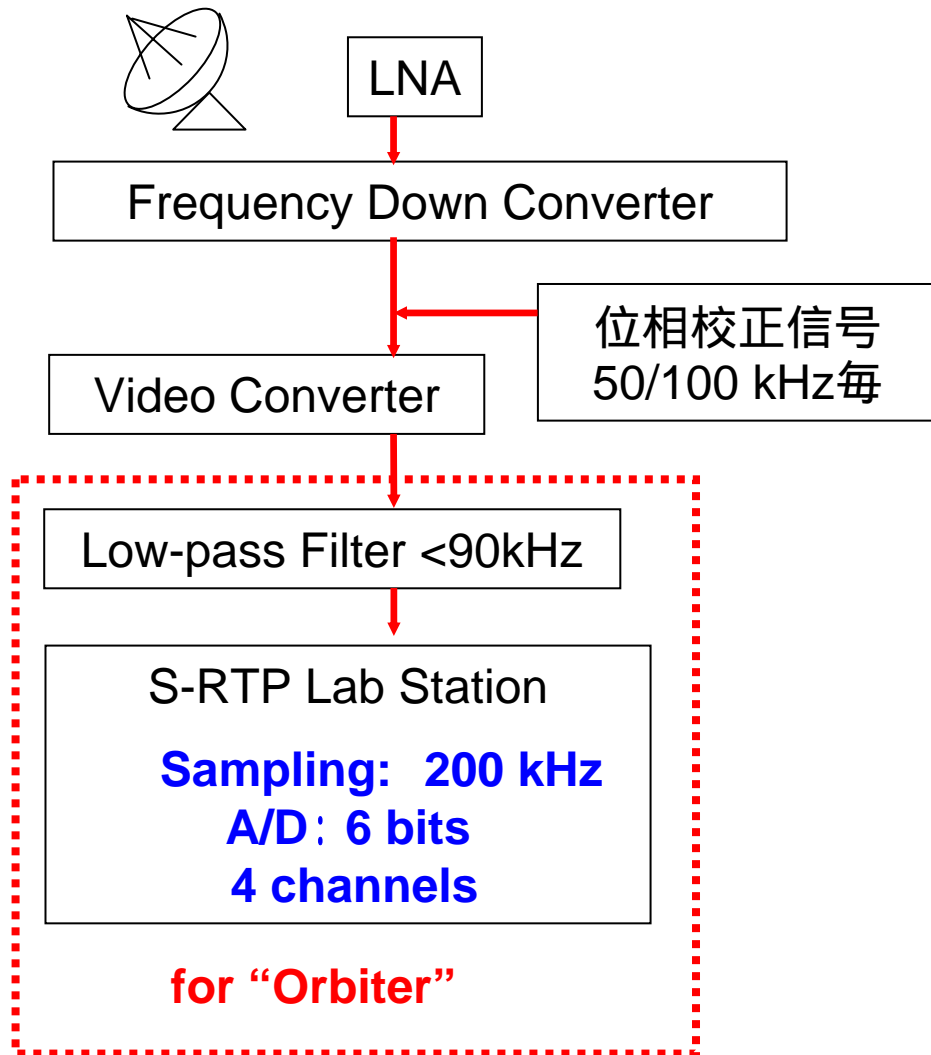 LNA
Frequency Down Converter
位相校正信号
50/100 kHz毎
Video Converter
Low-pass Filter <90kHz
S-RTP Lab Station
Sampling: 200 kHz
A/D: 6 bits
4 channels
for “Orbiter”